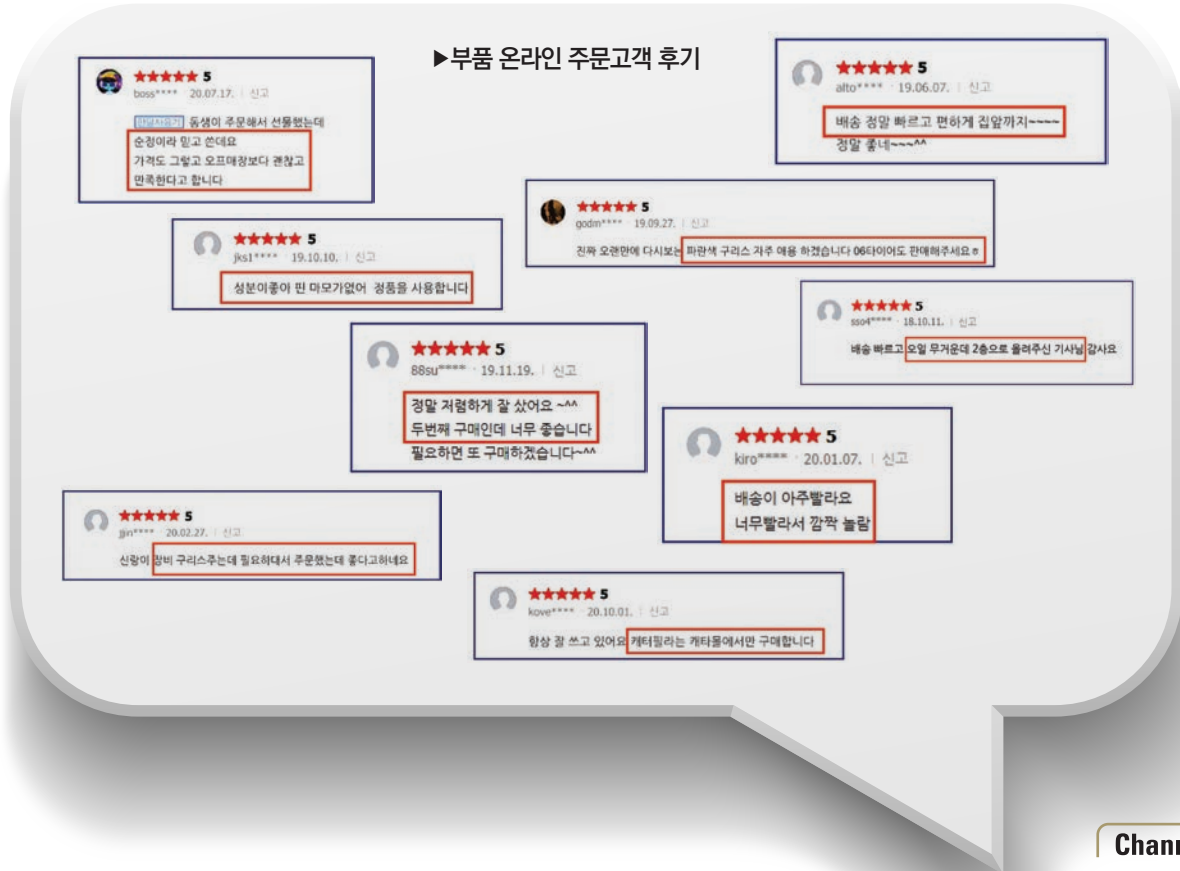 ▶부품 온라인 주문고객 후기
★★★★★ 5
boss**** · 20.07.17. | 신고
한달사용기 동생이 주문해서 선물했는데
순정이라 믿고 쓴데요
가격도 그렇고 오프매장보다 괜찮고
만족한다고 합니다
★★★★★ 5
alto**** · 19.06.07. | 신고
배송 정말 빠르고 편하게 집앞까지~~~~
정말 좋네~~~^^
★★★★★ 5
godm**** · 19.09.27. | 신고
진짜 오랜만에 다시보는 파란색 구리스 자주 애용 하겠습니다 06타이어도 판매해주세요ㅎ
★★★★★ 5
jks1**** · 19.10.10. | 신고
성분이좋아 핀 마모가없어 정품을 사용합니다
★★★★★ 5
sso4**** · 18.10.11. | 신고
배송 빠르고 오일 무거운데 2층으로 올려주신 기사님 감사요
★★★★★ 5
88su**** · 19.11.19. | 신고
정말 저렴하게 잘 샀어요 ~^^
두번째 구매인데 너무 좋습니다
필요하면 또 구매하겠습니다~^^
★★★★★ 5
kiro**** · 20.01.07. | 신고
배송이 아주빨라요
너무빨라서 깜짝 놀람
★★★★★ 5
jjin**** · 20.02.27. | 신고
신랑이 장비 구리스주는데 필요하대서 주문했는데 좋다고하네요
★★★★★ 5
kove**** · 20.10.01. | 신고
항상 잘 쓰고 있어요 캐터필라는 캐타몰에서만 구매합니다
Chann